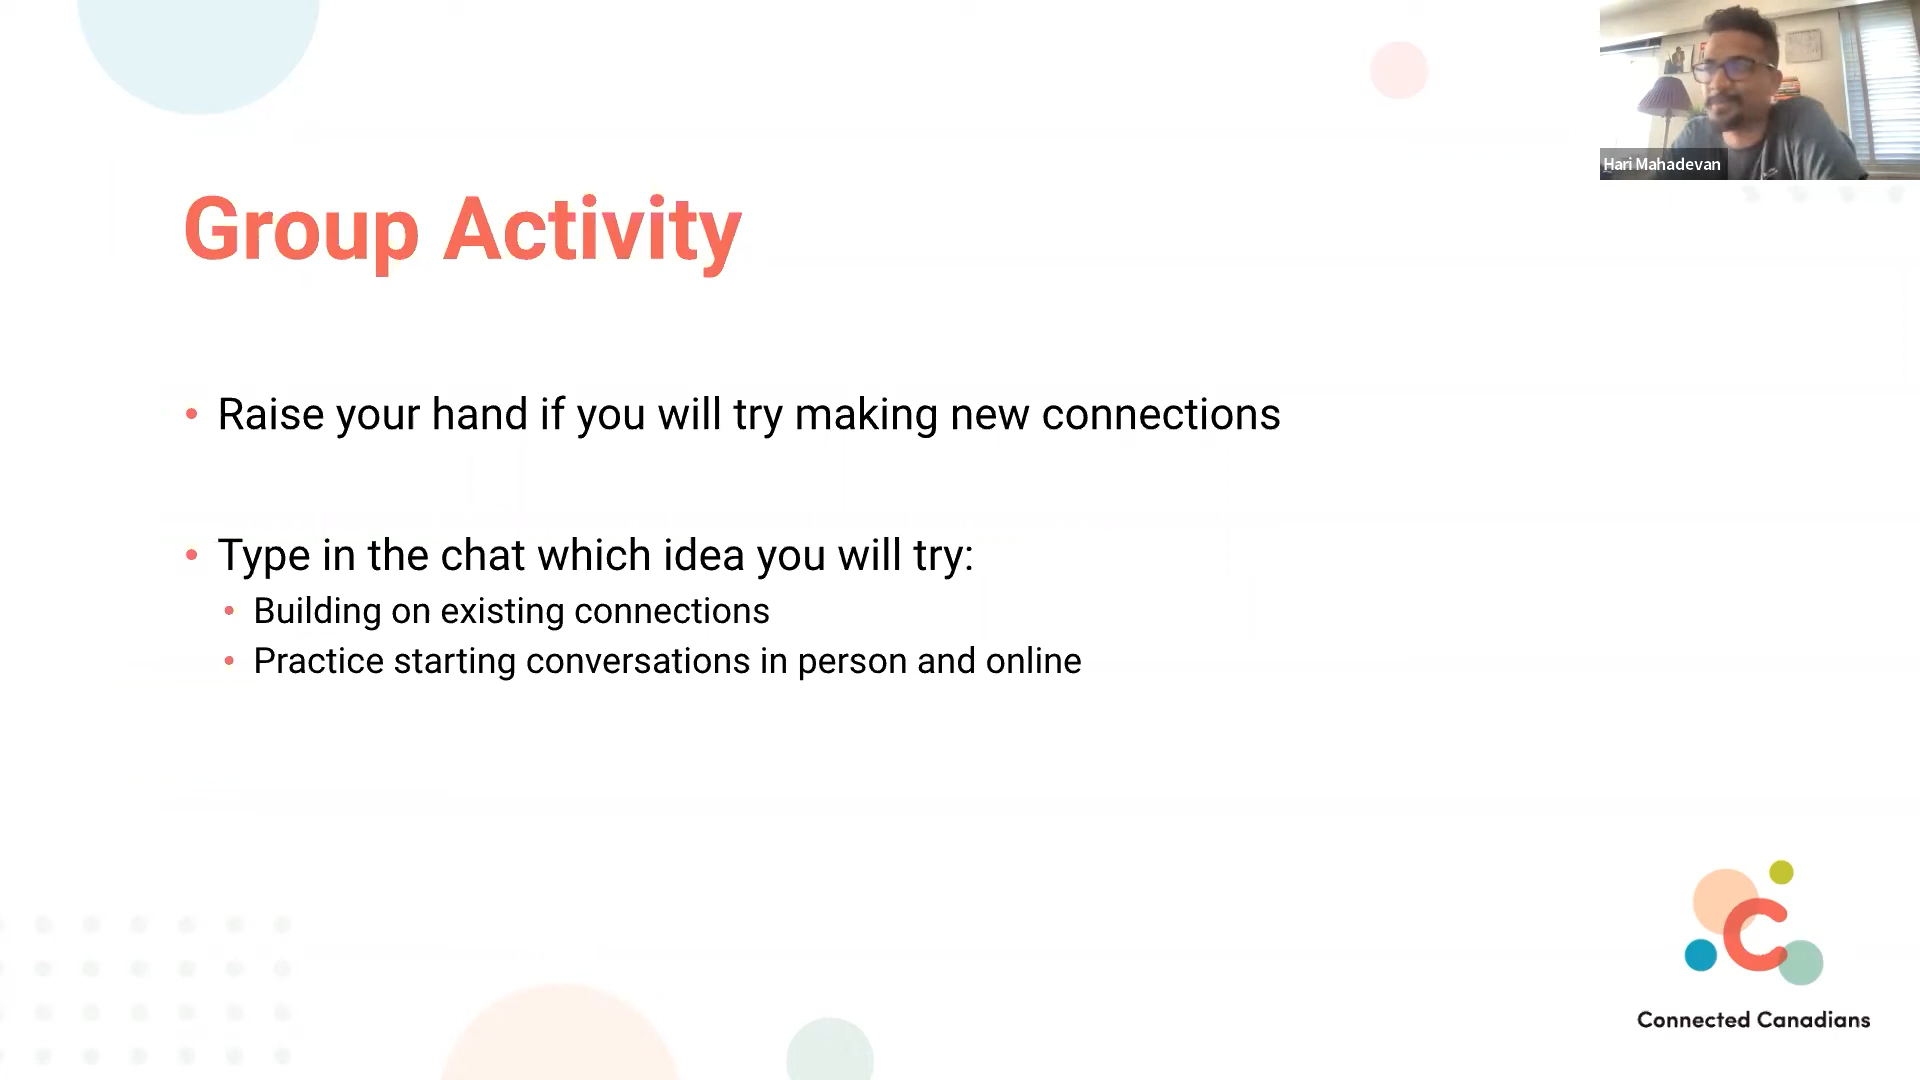 Hari Mahadevan
Group Activity
Raise your hand if you will try making new connections
Type in the chat which idea you will try:
Building on existing connections
Practice starting conversations in person and online
Connected Canadians